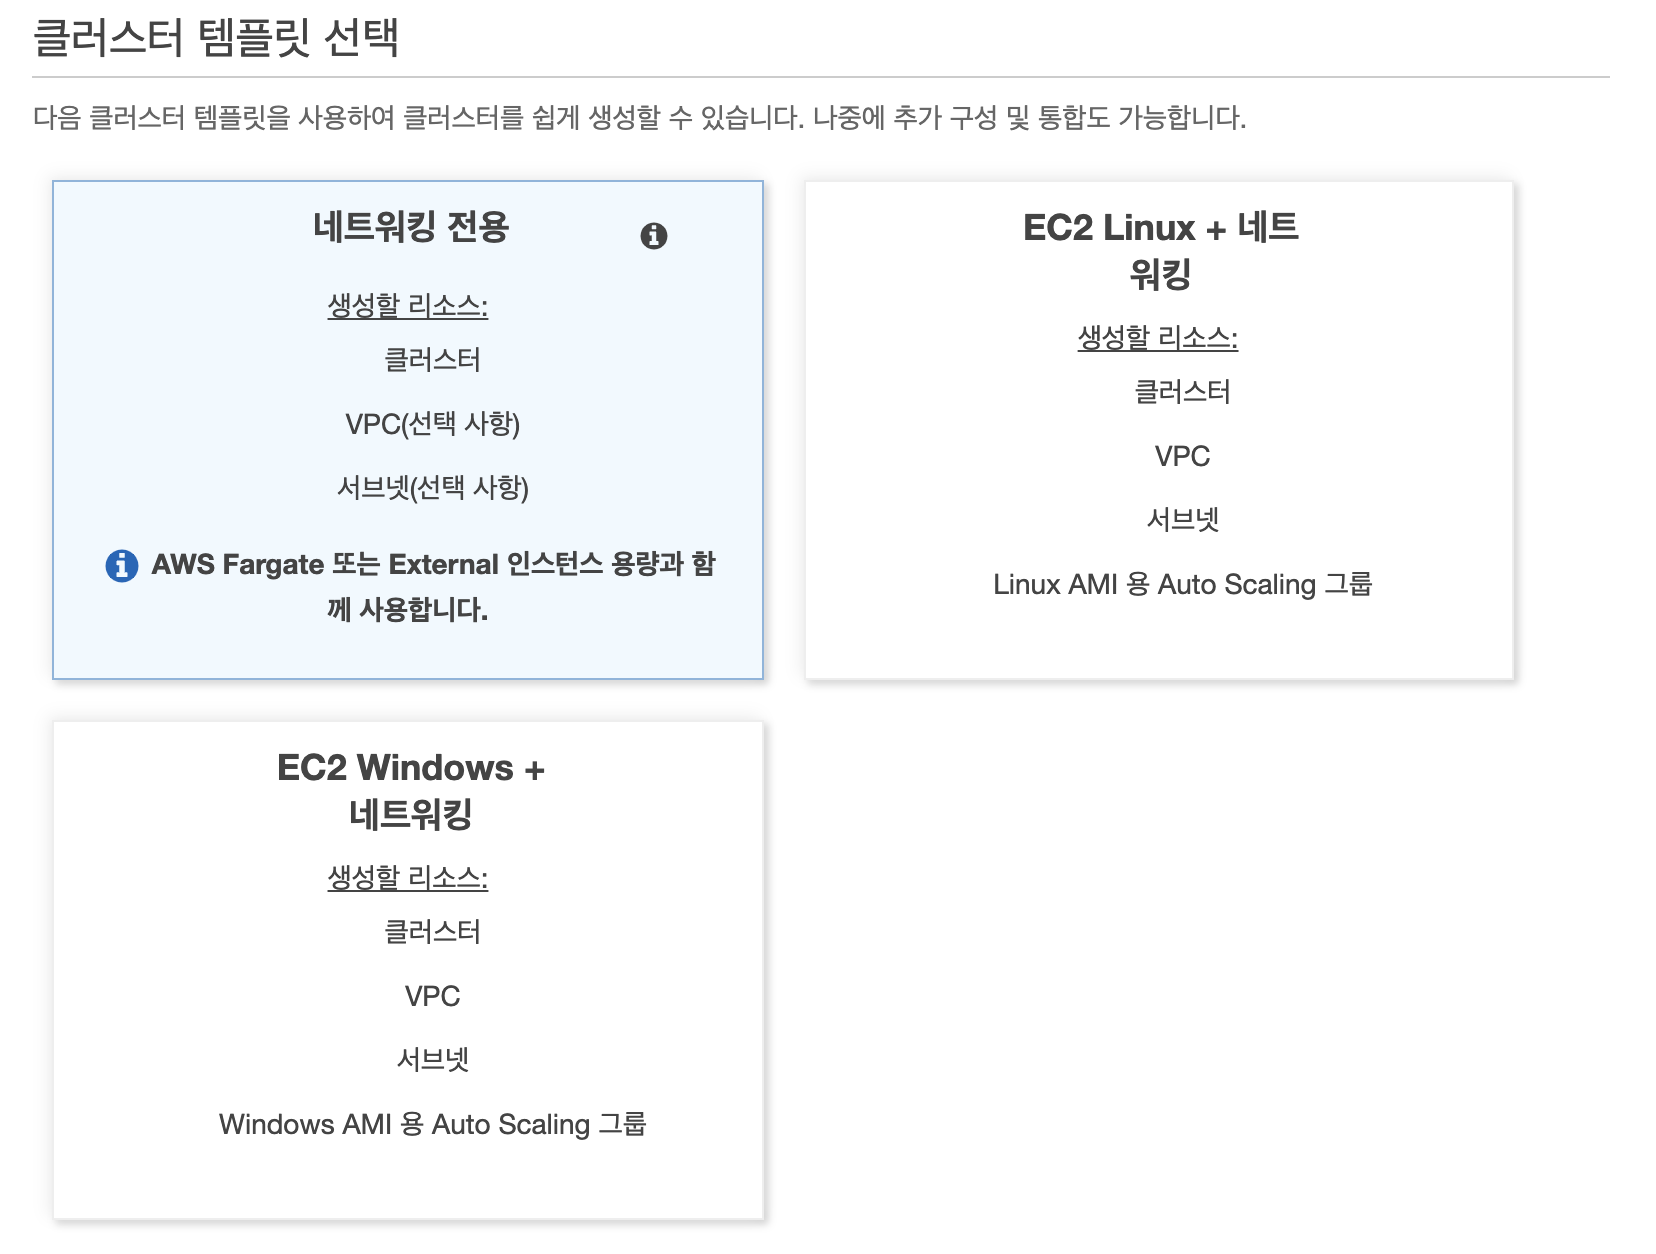 클러스터 템플릿 선택
다음 클러스터 템플릿을 사용하여 클러스터를 쉽게 생성할 수 있습니다. 나중에 추가 구성 및 통합도 가능합니다.
네트워킹 전용
생성할 리소스:
클러스터
VPC(선택 사항)
서브넷(선택 사항)
AWS Fargate 또는 External 인스턴스 용량과 함
께 사용합니다.
EC2 Linux + 네트
워킹
생성할 리소스:
클러스터
VPC
서브넷
Linux AMI 용 Auto Scaling 그룹
EC2 Windows +
네트워킹
생성할 리소스:
클러스터
VPC
서브넷
Windows AMI 용 Auto Scaling 그룹